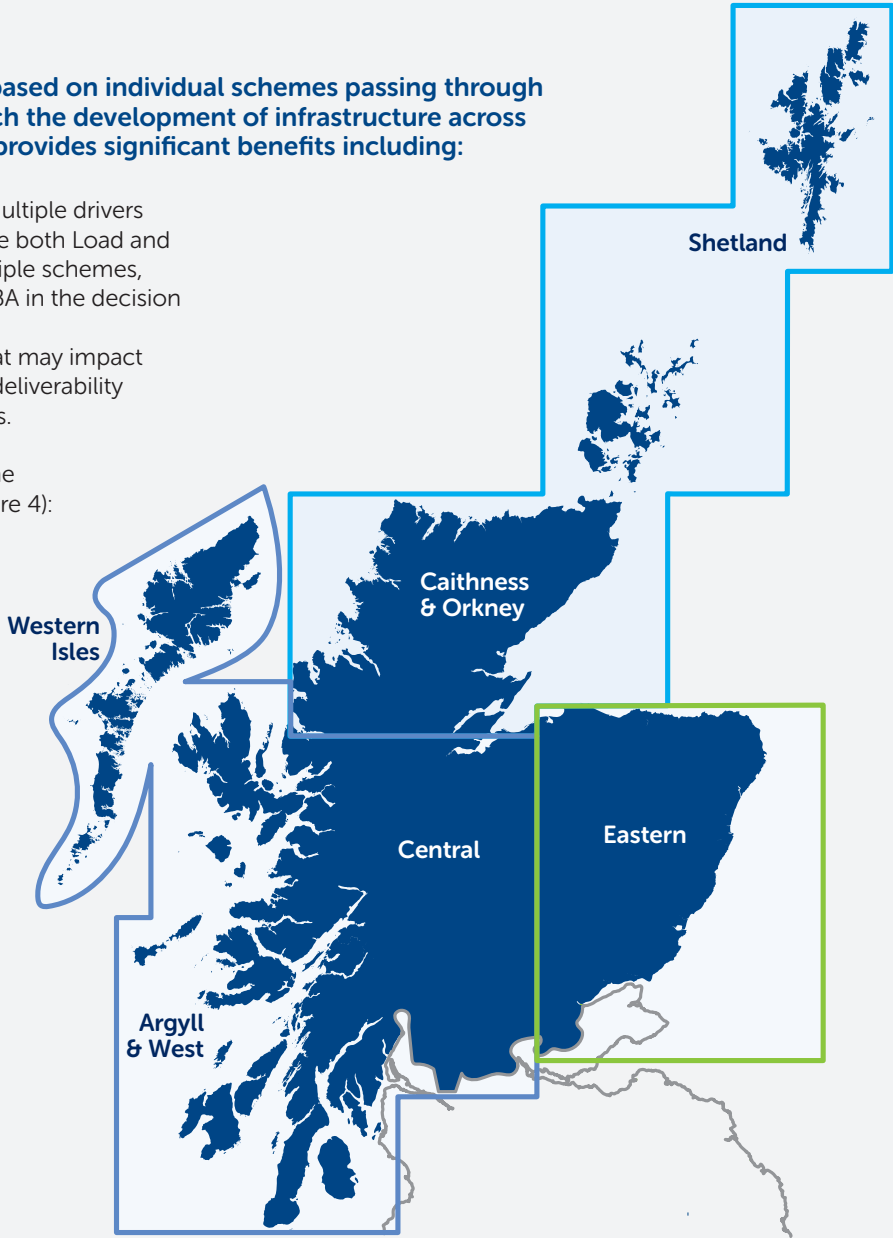 based on individual schemes passing through
ch the development of infrastructure across
provides significant benefits including:
ultiple drivers
e both Load and
iple schemes,
BA in the decision
at may impact
deliverability
s.
ne
re 4):
Shetland
Caithness
& Orkney
Western
Isles
Central
Eastern
Argyll
& West